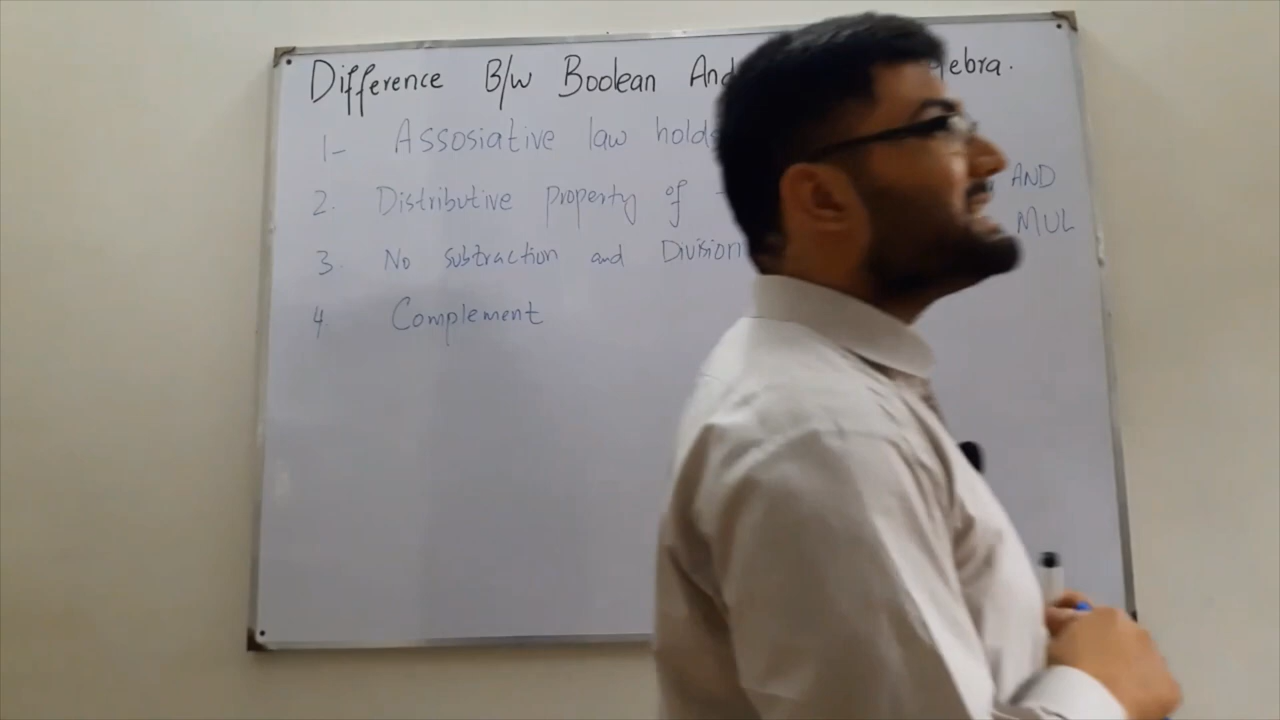 Difference B/w Boolean And ebra.
1- Assosiative law holds
2. Distributive property of + AND
MUL
3. No subtraction and Division
4 Complement